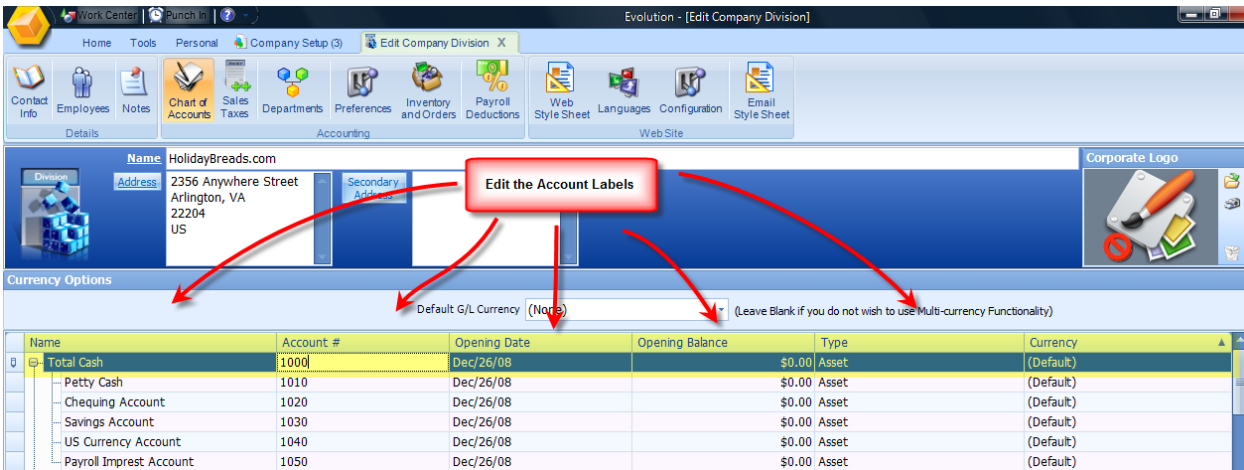 Work Center Punch In
Evolution - [Edit Company Division]
Home Tools Personal Company Setup (3) Edit Company Division X
Contact Info
Employees
Notes
Chart of Accounts
Sales Taxes
Departments
Preferences
Inventory and Orders
Payroll Deductions
Web Style Sheet
Languages
Configuration
Email Style Sheet
Details Accounting Web Site
Division
Name HolidayBreads.com
Address 2356 Anywhere Street
Arlington, VA
22204
US
Secondary Address
Edit the Account Labels
Corporate Logo
Currency Options
Default G/L Currency (None) (Leave Blank if you do not wish to use Multi-currency Functionality)
Name Account # Opening Date Opening Balance Type Currency
Total Cash 1000 Dec/26/08 $0.00 Asset (Default)
Petty Cash 1010 Dec/26/08 $0.00 Asset (Default)
Chequing Account 1020 Dec/26/08 $0.00 Asset (Default)
Savings Account 1030 Dec/26/08 $0.00 Asset (Default)
US Currency Account 1040 Dec/26/08 $0.00 Asset (Default)
Payroll Imprest Account 1050 Dec/26/08 $0.00 Asset (Default)